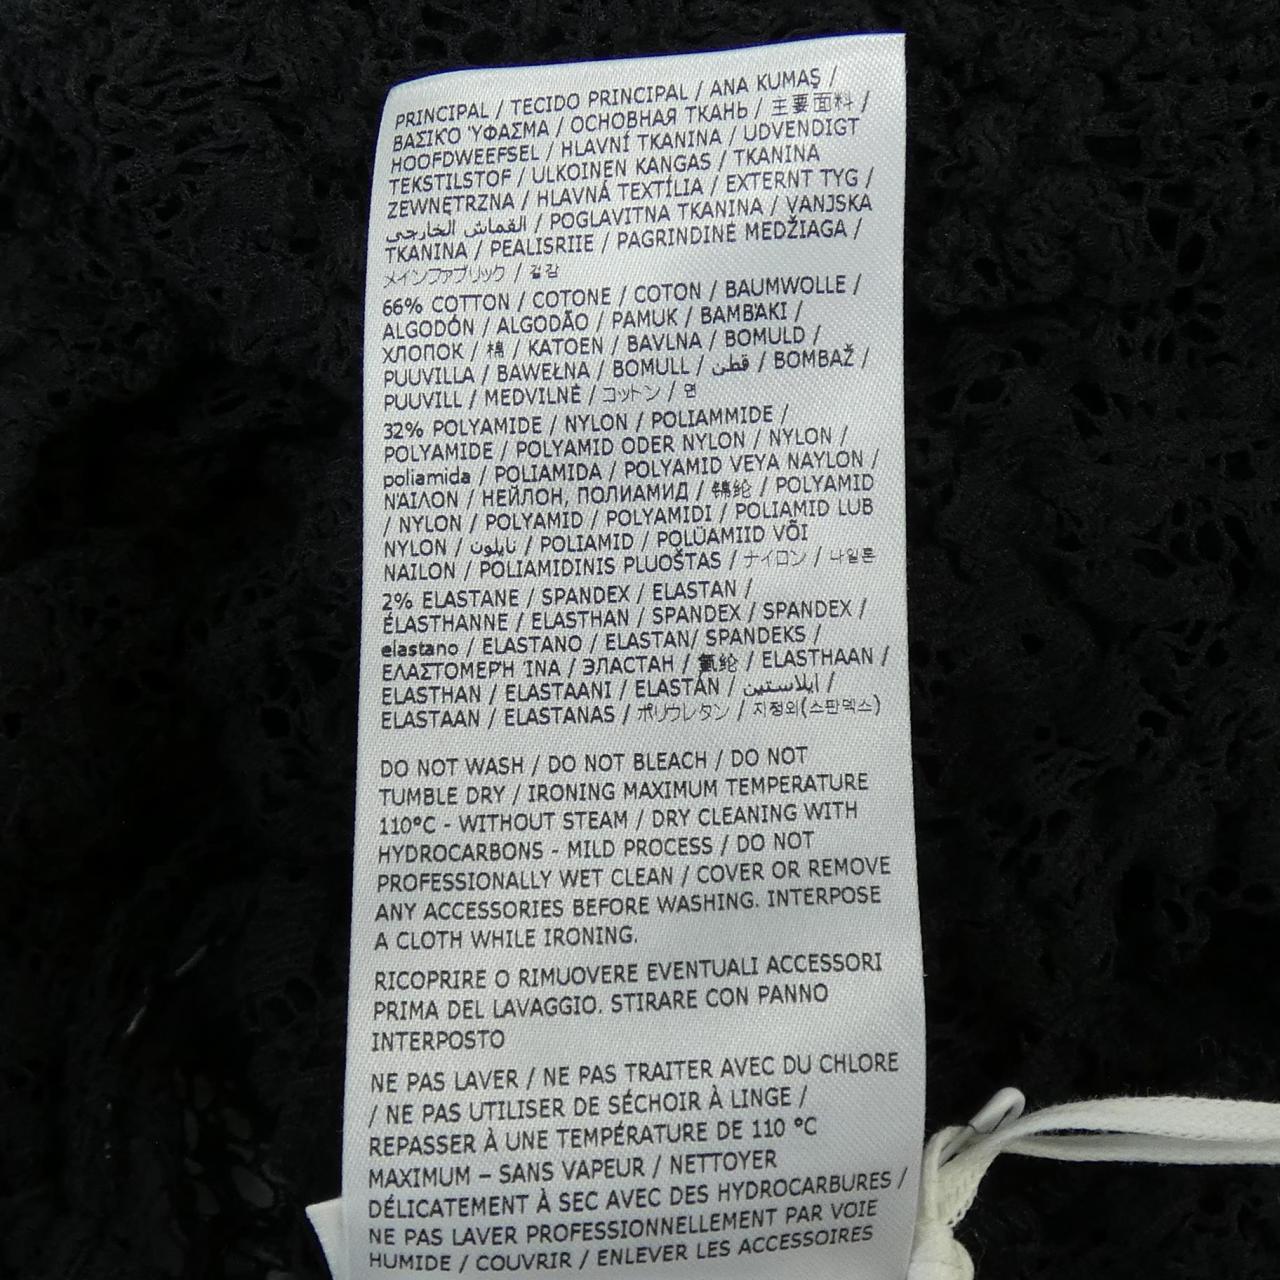 PRINCIPAL / TECIDO PRINCIPAL / ANA KUMAŞ /
ΒΑΣΙΚΌ ΎΦΑΣΜΑ / ОСНОВНАЯ ТКАНЬ / 主要面料 /
HOOFDWEEFSEL / HLAVNÍ TKANINA / UDVENDIGT
TEKSTILSTOF / ULKOINEN KANGAS / TKANINA
ZEWNĘTRZNA / HLAVNÁ TEXTÍLIA / EXTERNT TYG /
القماش الخارجي / POGLAVITNA TKANINA / VANJSKA
TKANINA / PEALISRIIE / PAGRINDINE MEDŽIAGA /
メインファブリック / 겉감
66% COTTON / COTONE / COTON / BAUMWOLLE /
ALGODÓN / ALGODÃO / PAMUK / ΒΑΜΒΆΚΙ /
ХЛОПОК / 棉 / KATOEN / BAVLNA / BOMULD /
PUUVILLA / BAWEŁNA / BOMULL / قطن / BOMBAŽ /
PUUVILL / MEDVILNĖ / コットン / 면
32% POLYAMIDE / NYLON / POLIAMMIDE /
POLYAMIDE / POLYAMID ODER NYLON / NYLON /
poliamida / POLIAMIDA / POLYAMID VEYA NAYLON /
ΝΆΙΛΟΝ / НЕЙЛОН, ПОЛИАМИД / 锦纶 / POLYAMID
/ NYLON / POLYAMID / POLYAMIDI / POLIAMID LUB
NYLON / نايلون / POLIAMID / POLÜAMIID VÕI
NAILON / POLIAMIDINIS PLUOŠTAS / ナイロン / 나일론
2% ELASTANE / SPANDEX / ELASTAN /
ÉLASTHANNE / ELASTHAN / SPANDEX / SPANDEX /
elastano / ELASTANO / ELASTAN/ SPANDEKS /
ΕΛΑΣΤΟΜΕΡΉ ΊΝΑ / ЭЛАСТАН / 氨纶 / ELASTHAAN /
ELASTHAN / ELASTAANI / ELASTÁN / ايلاستين /
ELASTAAN / ELASTANAS / ポリウレタン / 지정외(스판덱스)
DO NOT WASH / DO NOT BLEACH / DO NOT
TUMBLE DRY / IRONING MAXIMUM TEMPERATURE
110°C - WITHOUT STEAM / DRY CLEANING WITH
HYDROCARBONS - MILD PROCESS / DO NOT
PROFESSIONALLY WET CLEAN / COVER OR REMOVE
ANY ACCESSORIES BEFORE WASHING. INTERPOSE
A CLOTH WHILE IRONING.
RICOPRIRE O RIMUOVERE EVENTUALI ACCESSORI
PRIMA DEL LAVAGGIO. STIRARE CON PANNO
INTERPOSTO
NE PAS LAVER / NE PAS TRAITER AVEC DU CHLORE
/ NE PAS UTILISER DE SÉCHOIR À LINGE /
REPASSER À UNE TEMPÉRATURE DE 110 °C
MAXIMUM – SANS VAPEUR / NETTOYER
DÉLICATEMENT À SEC AVEC DES HYDROCARBURES /
NE PAS LAVER PROFESSIONNELLEMENT PAR VOIE
HUMIDE / COUVRIR / ENLEVER LES ACCESSOIRES